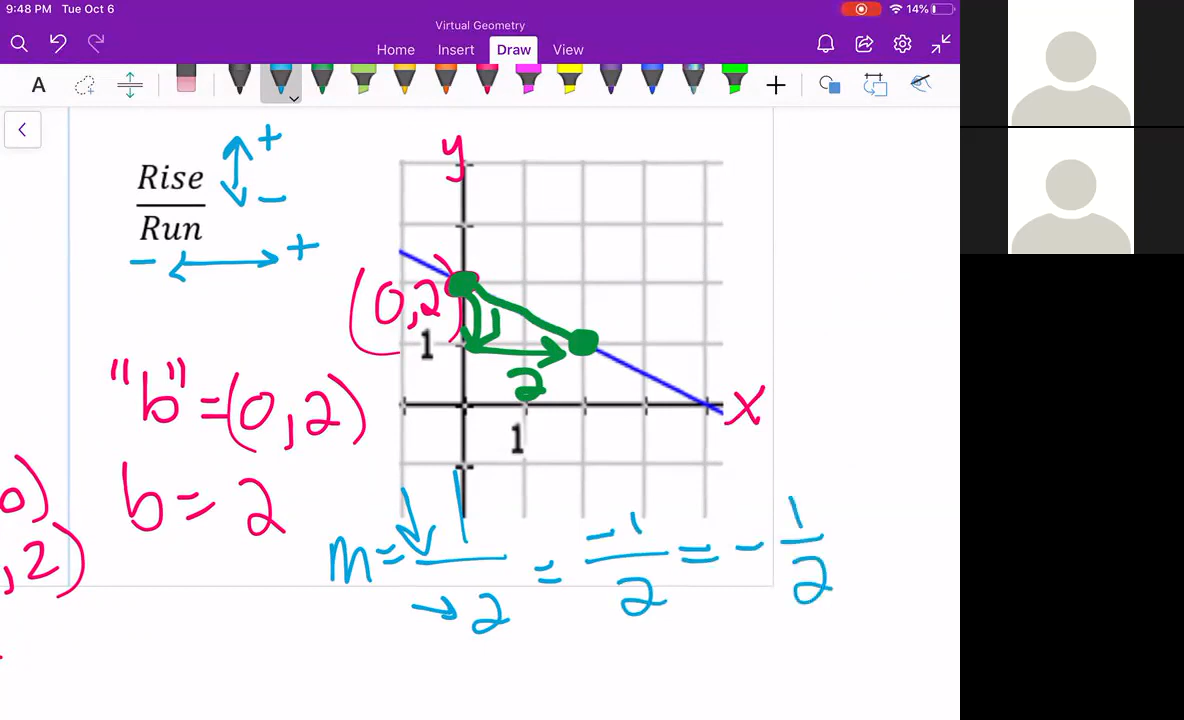 9:48 PM Tue Oct 6
14%
Virtual Geometry
Home Insert Draw View
A
Rise
Run
+
-
- +
y
(0,2)
1
2
x
1
"b" = (0,2)
b = 2
0)
,2)
m = ↓1/→2 = -1/2 = -1/2